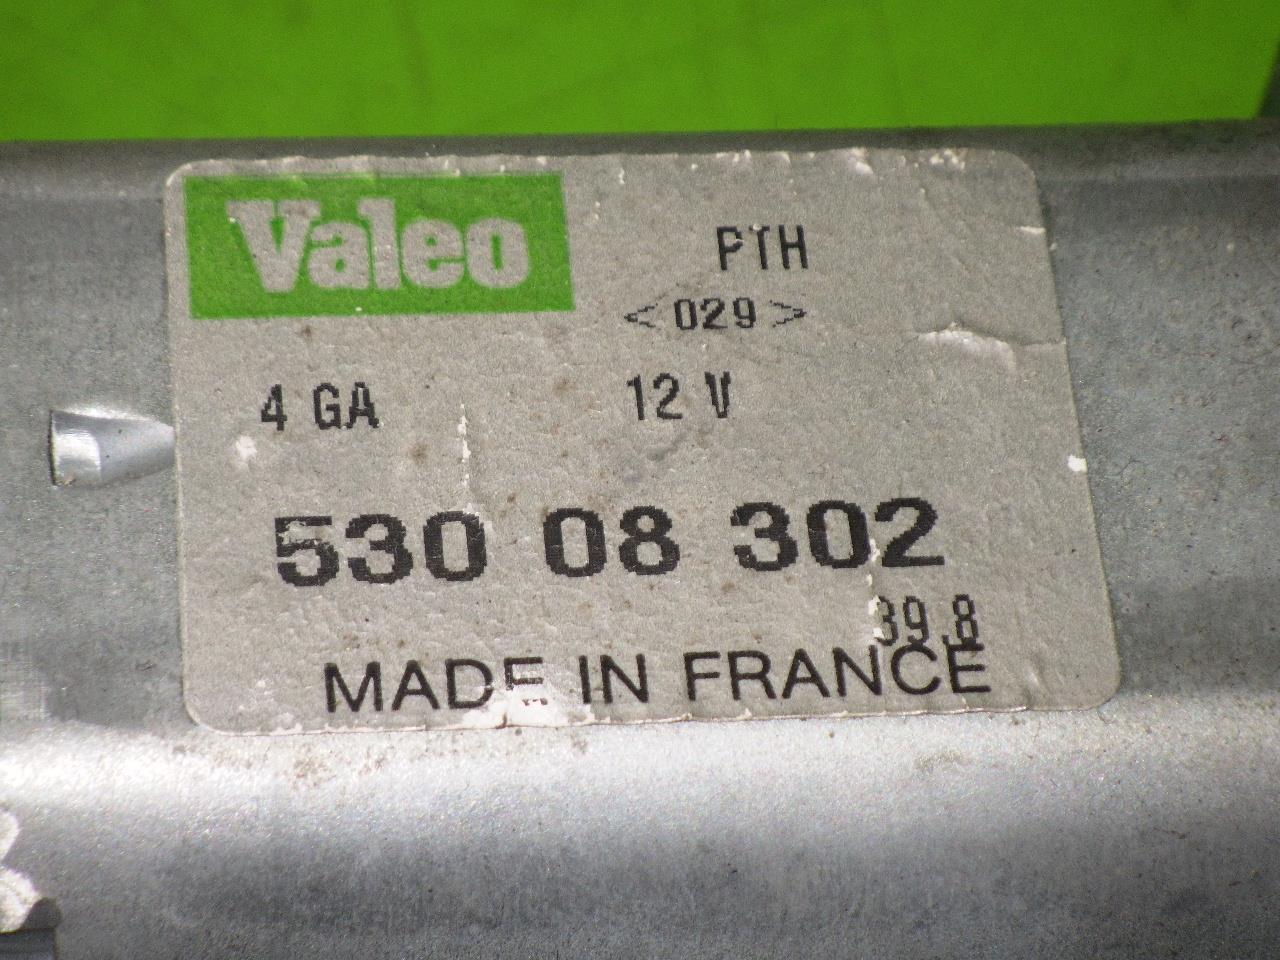 Valeo
PTH
<029>
4 GA 12 V
530 08 302
39.8
MADE IN FRANCE